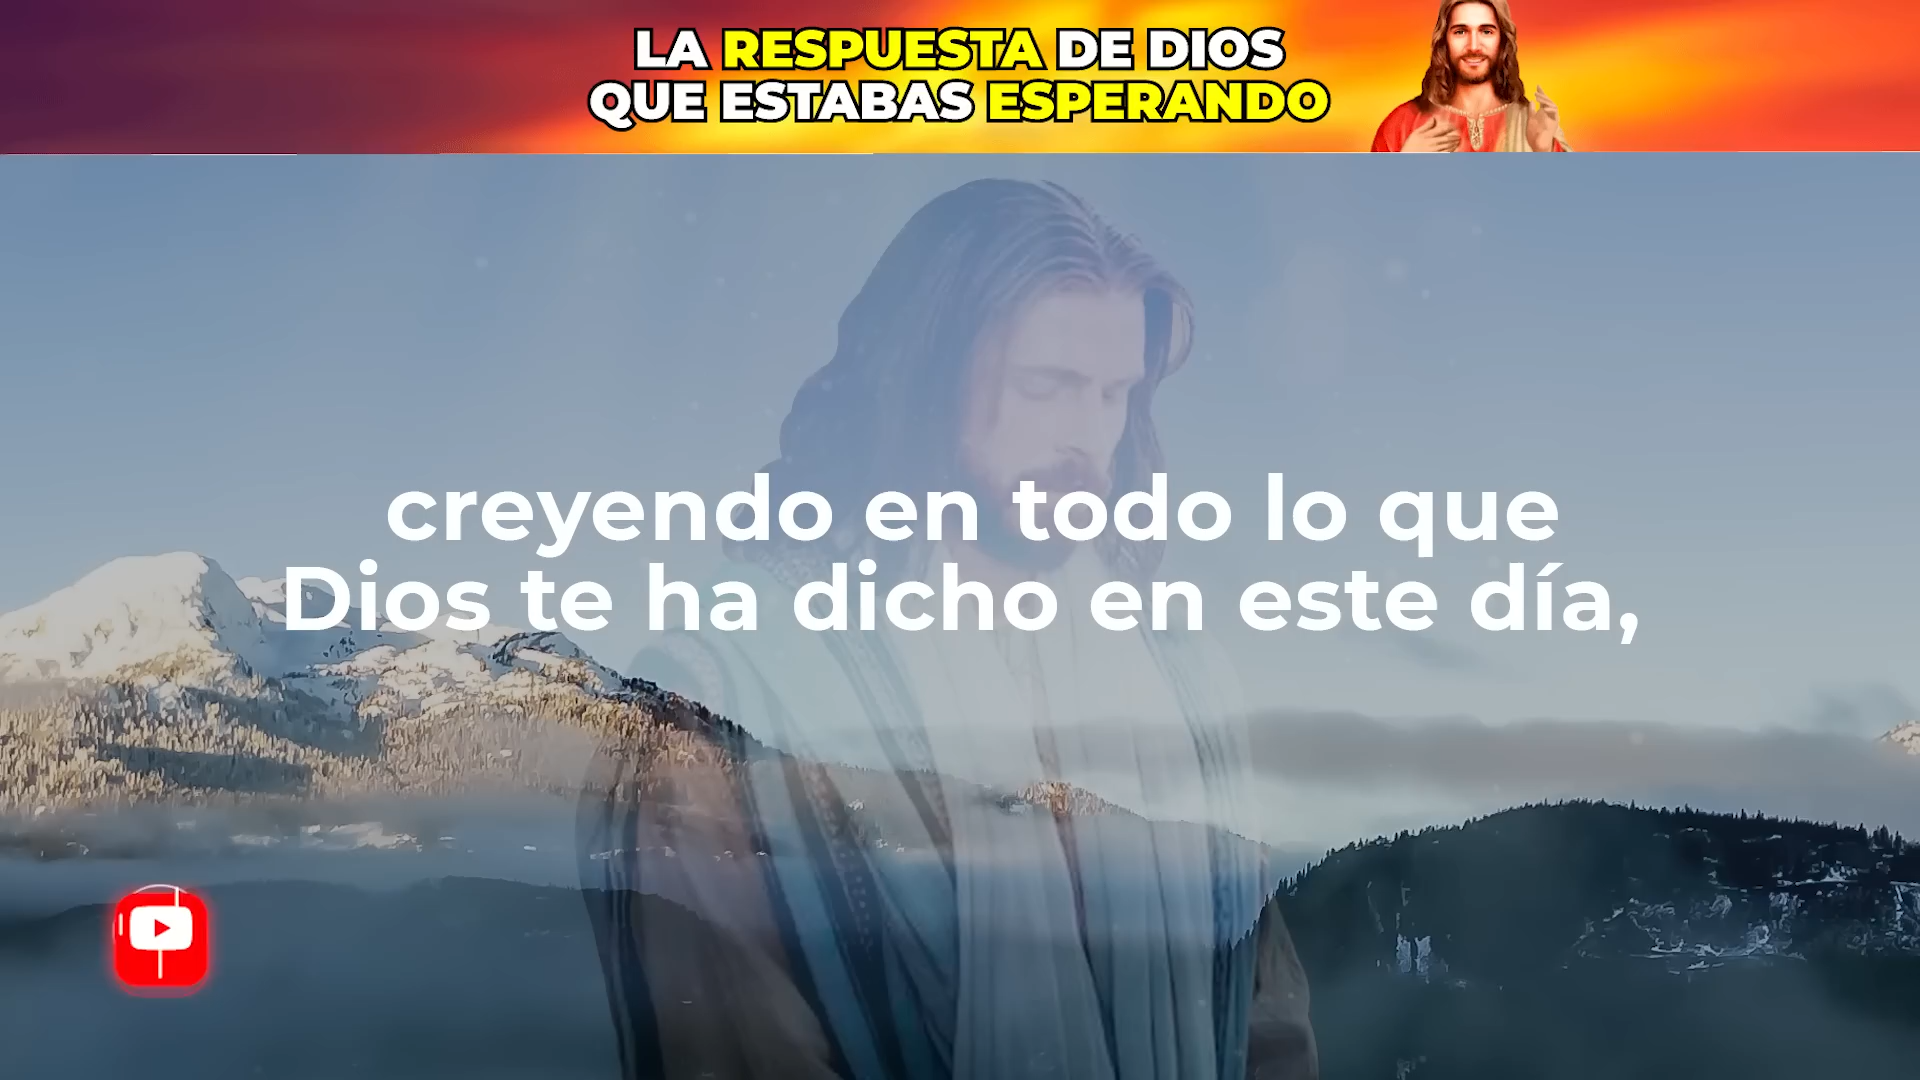 LA RESPUESTA DE DIOS
QUE ESTABAS ESPERANDO
creyendo en todo lo que
Dios te ha dicho en este día,